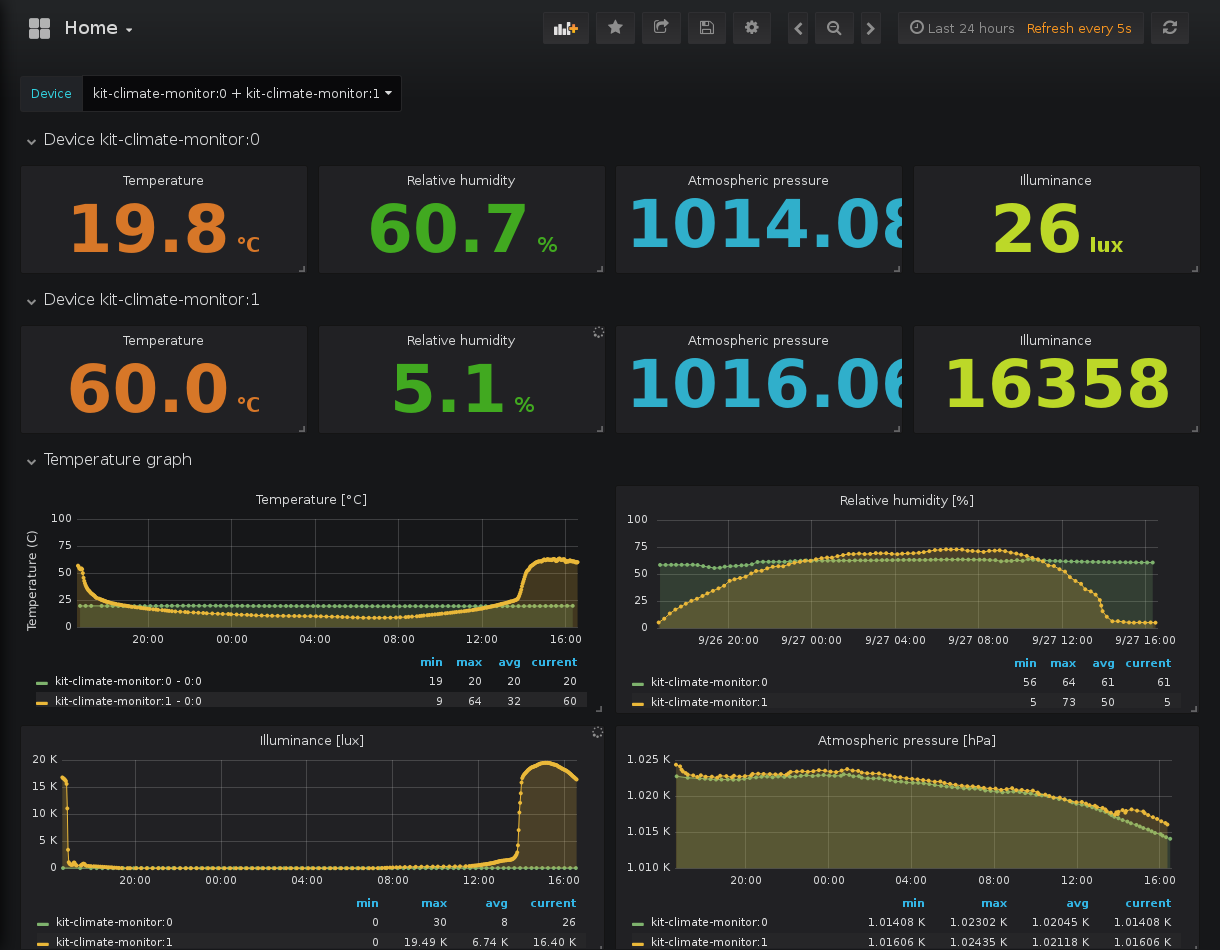 Home
Last 24 hours Refresh every 5s
Device kit-climate-monitor:0 + kit-climate-monitor:1
Device kit-climate-monitor:0
Temperature Relative humidity Atmospheric pressure Illuminance
19.8 °C 60.7 % 1014.08 26 lux
Device kit-climate-monitor:1
Temperature Relative humidity Atmospheric pressure Illuminance
60.0 °C 5.1 % 1016.06 16358
Temperature graph
Temperature [°C]
Temperature (C)
100
75
50
25
0
20:00 00:00 04:00 08:00 12:00 16:00
min max avg current
kit-climate-monitor:0 - 0:0 19 20 20 20
kit-climate-monitor:1 - 0:0 9 64 32 60
Relative humidity [%]
100
75
50
25
0
9/26 20:00 9/27 00:00 9/27 04:00 9/27 08:00 9/27 12:00 9/27 16:00
min max avg current
kit-climate-monitor:0 56 64 61 61
kit-climate-monitor:1 5 73 50 5
Illuminance [lux]
20 K
15 K
10 K
5 K
0
20:00 00:00 04:00 08:00 12:00 16:00
min max avg current
kit-climate-monitor:0 0 30 8 26
kit-climate-monitor:1 0 19.49 K 6.74 K 16.40 K
Atmospheric pressure [hPa]
1.025 K
1.020 K
1.015 K
1.010 K
20:00 00:00 04:00 08:00 12:00 16:00
min max avg current
kit-climate-monitor:0 1.01408 K 1.02302 K 1.02045 K 1.01408 K
kit-climate-monitor:1 1.01606 K 1.02435 K 1.02118 K 1.01606 K